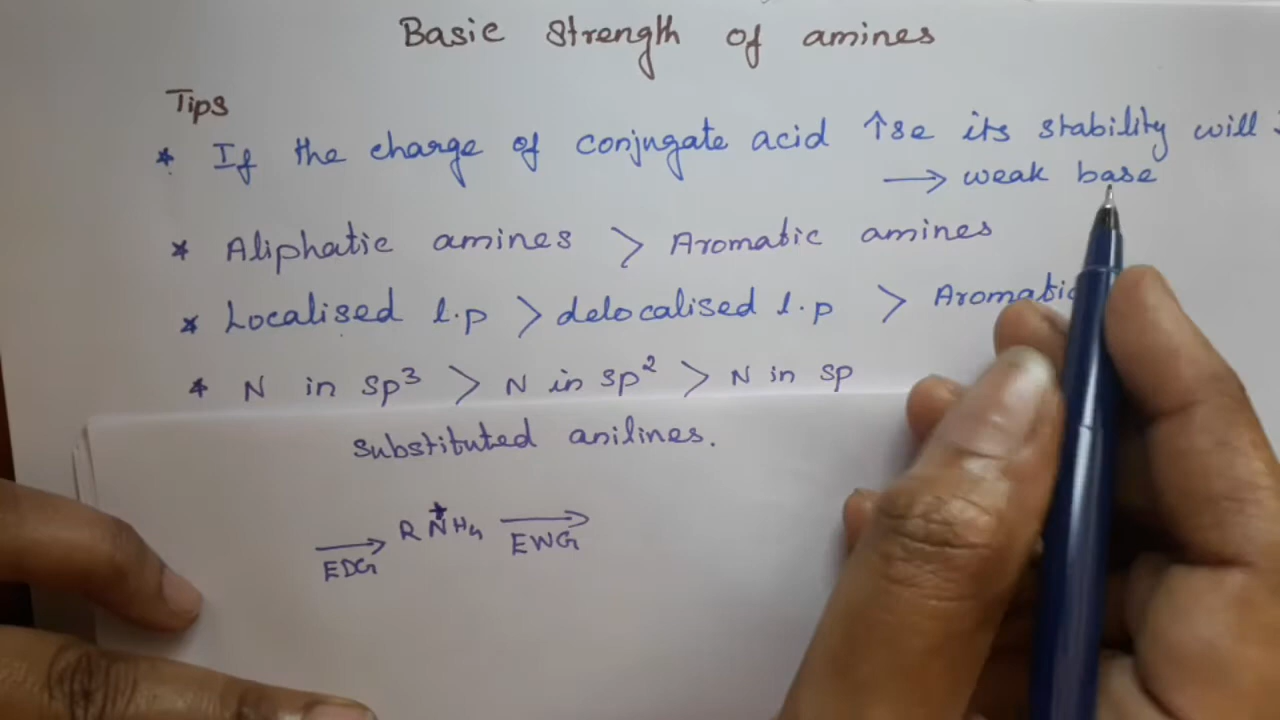 Basic strength of amines
Tips
* If the charge of conjugate acid ↑se its stability will
→ weak base
* Aliphatic amines > Aromatic amines
* Localised l.p > delocalised l.p > Aromatic
* N in sp³ > N in sp² > N in sp
substituted anilines.
EDG → R N⁺H₄ → EWG